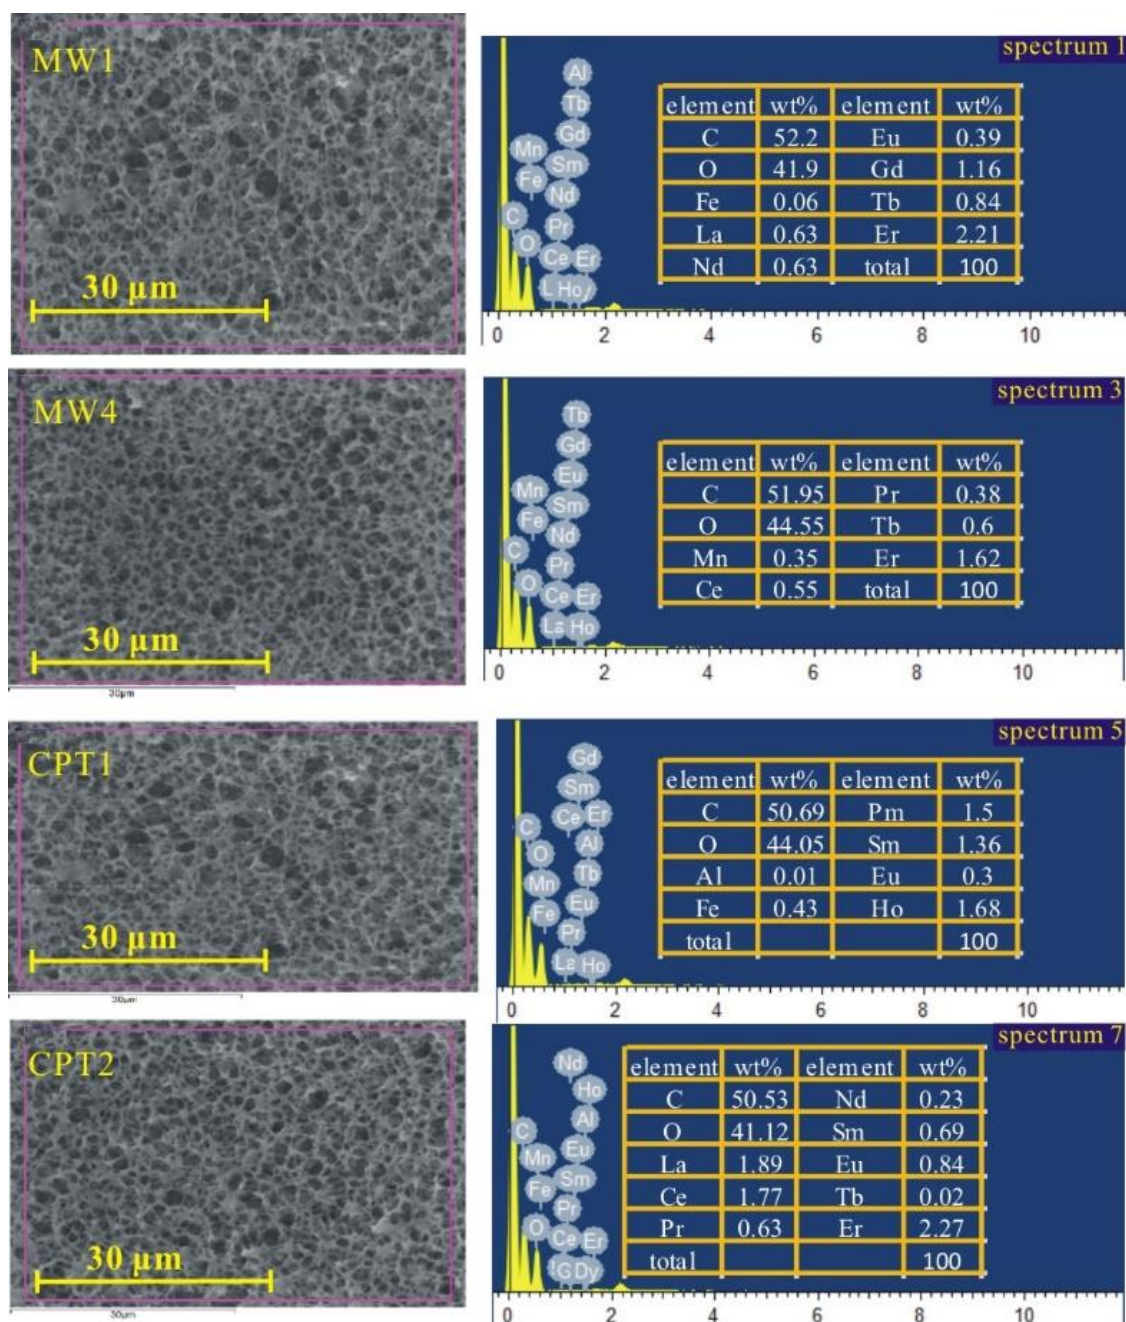 MW1
30 µm
spectrum 1
Al
Tb
Gd
Mn Sm
Fe Nd
C Pr
O Ce Er
L Ho
element wt% element wt%
C 52.2 Eu 0.39
O 41.9 Gd 1.16
Fe 0.06 Tb 0.84
La 0.63 Er 2.21
Nd 0.63 total 100
0 2 4 6 8 10
MW4
30 µm
30µm
spectrum 3
Tb
Gd
Eu
Mn Sm
Fe Nd
C Pr
O Ce Er
La Ho
element wt% element wt%
C 51.95 Pr 0.38
O 44.55 Tb 0.6
Mn 0.35 Er 1.62
Ce 0.55 total 100
0 2 4 6 8 10
CPT1
30 µm
30µm
spectrum 5
Gd
Sm
Ce Er
C Al
O Tb
Mn Eu
Fe Pr
La Ho
element wt% element wt%
C 50.69 Pm 1.5
O 44.05 Sm 1.36
Al 0.01 Eu 0.3
Fe 0.43 Ho 1.68
total 100
0 2 4 6 8 10
CPT2
30 µm
30µm
spectrum 7
Nd
Ho
C Al
Mn Eu
Fe Sm
O Pr
Ce Er
G Dy
element wt% element wt%
C 50.53 Nd 0.23
O 41.12 Sm 0.69
La 1.89 Eu 0.84
Ce 1.77 Tb 0.02
Pr 0.63 Er 2.27
total 100
0 2 4 6 8 10